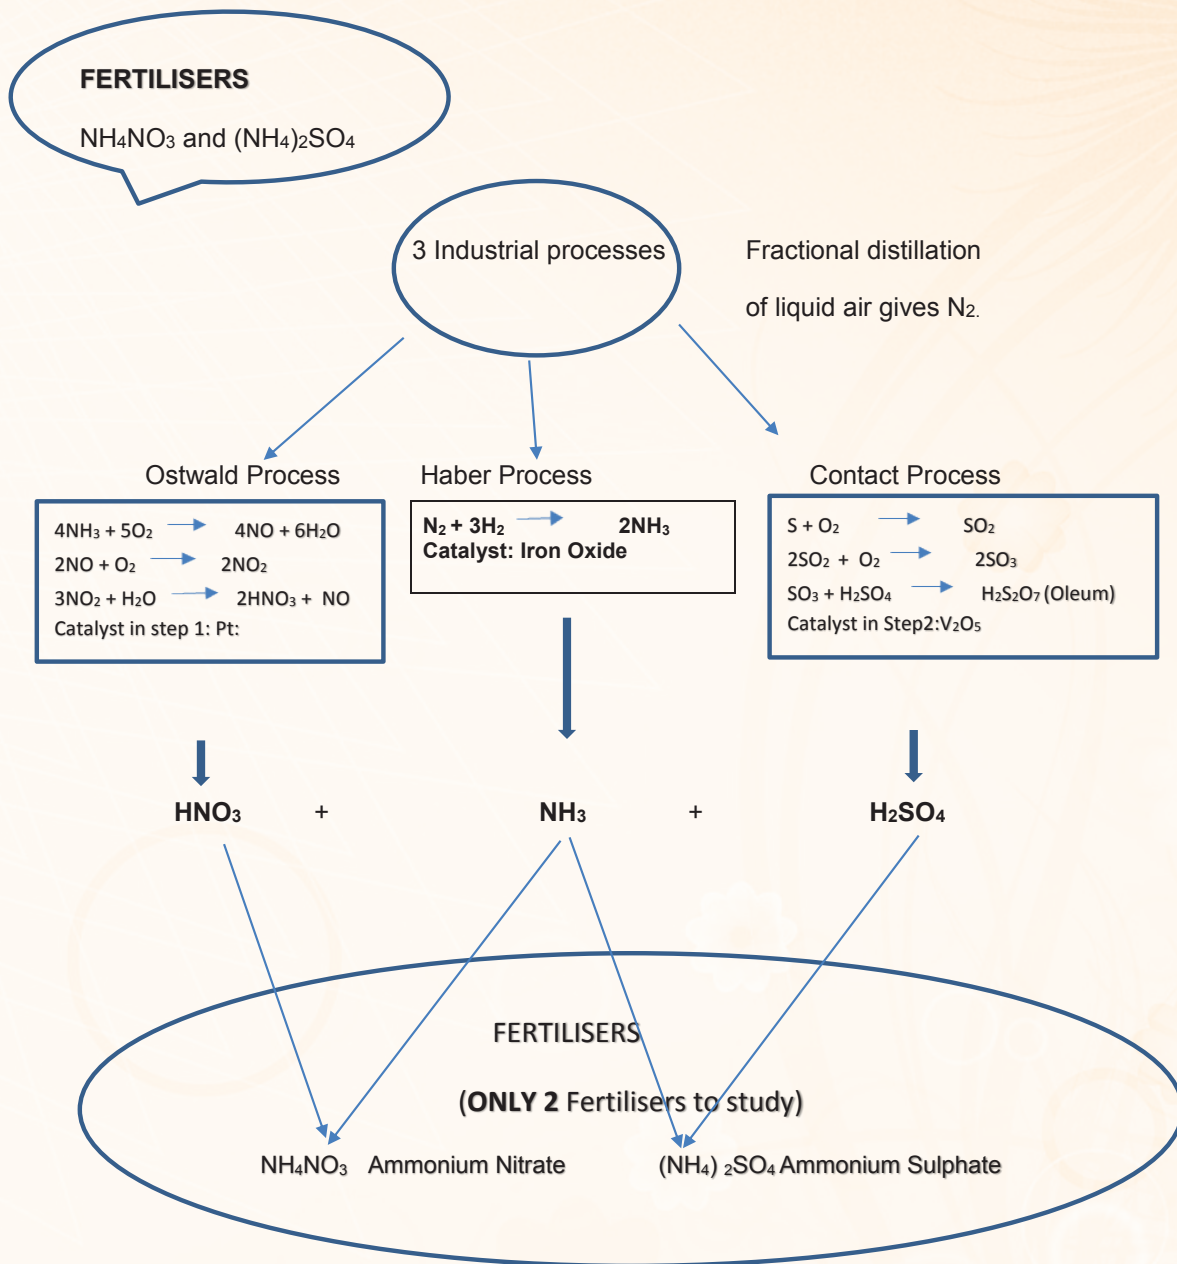 FERTILISERS
NH₄NO₃ and (NH₄)₂SO₄
3 Industrial processes
Fractional distillation
of liquid air gives N₂.
Ostwald Process
4NH₃ + 5O₂ → 4NO + 6H₂O
2NO + O₂ → 2NO₂
3NO₂ + H₂O → 2HNO₃ + NO
Catalyst in step 1: Pt:
Haber Process
N₂ + 3H₂ → 2NH₃
Catalyst: Iron Oxide
Contact Process
S + O₂ → SO₂
2SO₂ + O₂ → 2SO₃
SO₃ + H₂SO₄ → H₂S₂O₇ (Oleum)
Catalyst in Step2:V₂O₅
HNO₃ + NH₃ + H₂SO₄
FERTILISERS
(ONLY 2 Fertilisers to study)
NH₄NO₃ Ammonium Nitrate
(NH₄) ₂SO₄ Ammonium Sulphate